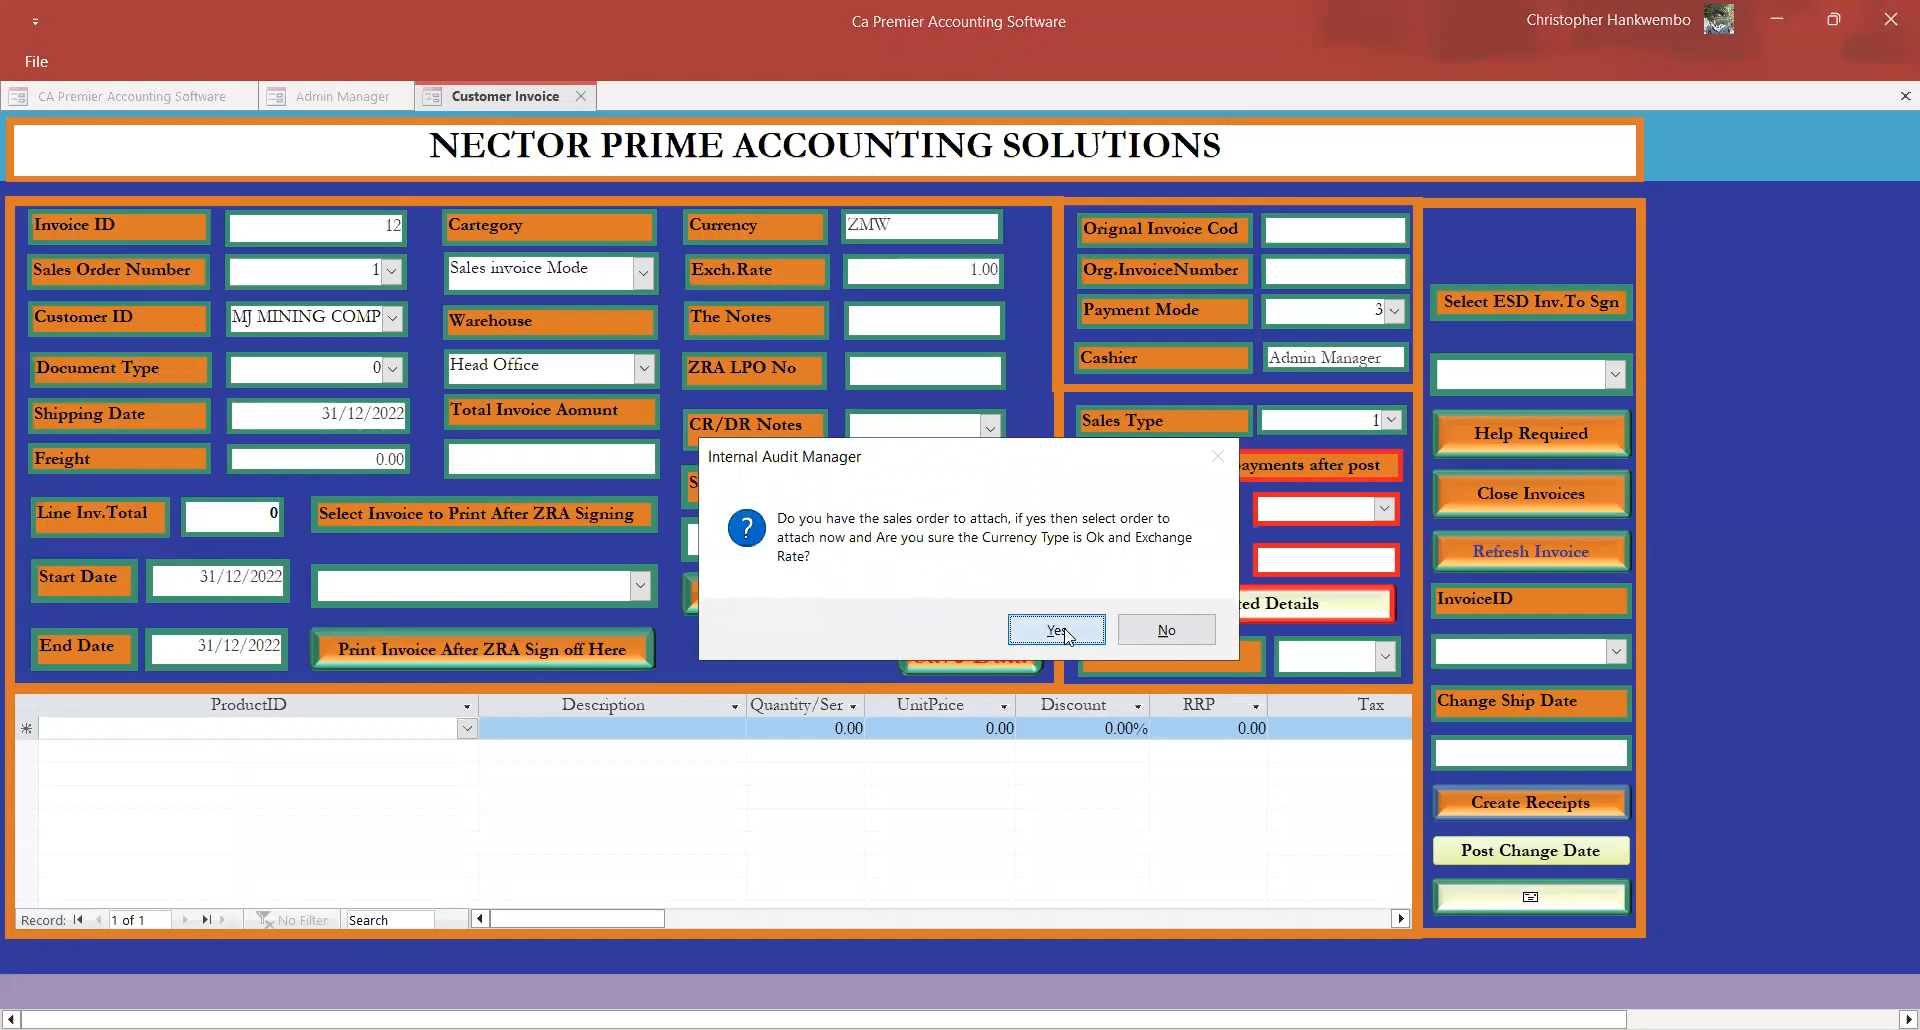 Ca Premier Accounting Software
Christopher Hankwembo
File
CA Premier Accounting Software
Admin Manager
Customer Invoice
NECTOR PRIME ACCOUNTING SOLUTIONS
Invoice ID
12
Cartegory
Currency
ZMW
Orignal Invoice Cod
Sales Order Number
1
Sales invoice Mode
Exch.Rate
1.00
Org.InvoiceNumber
Select ESD Inv.To Sgn
Customer ID
MJ MINING COMP
Warehouse
The Notes
Payment Mode
3
Document Type
0
Head Office
ZRA LPO No
Cashier
Admin Manager
Shipping Date
31/12/2022
Total Invoice Aomunt
CR/DR Notes
Sales Type
1
Help Required
Freight
0.00
Internal Audit Manager
ayments after post
Close Invoices
Line Inv.Total
0
Select Invoice to Print After ZRA Signing
Do you have the sales order to attach, if yes then select order to
attach now and Are you sure the Currency Type is Ok and Exchange
Rate?
Refresh Invoice
Start Date
31/12/2022
ted Details
InvoiceID
End Date
31/12/2022
Print Invoice After ZRA Sign off Here
Yes
No
Change Ship Date
ProductID
Description
Quantity/Ser
UnitPrice
Discount
RRP
Tax
0.00
0.00
0.00%
0.00
Create Receipts
Post Change Date
Record:
1 of 1
No Filter
Search